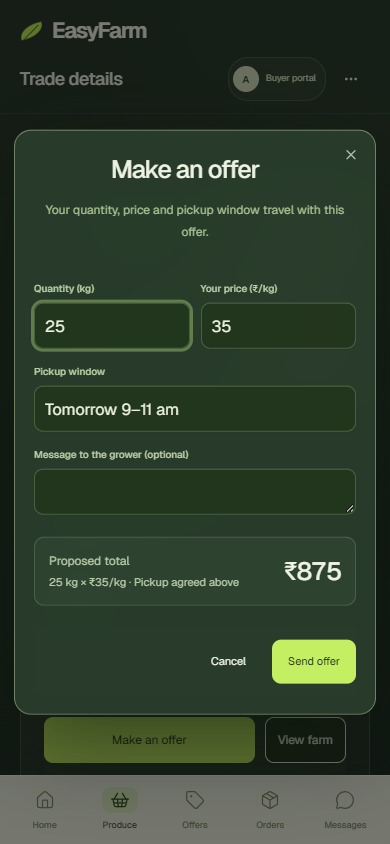 EasyFarm
Trade details
A
Buyer portal
Make an offer
Your quantity, price and pickup window travel with this
offer.
Quantity (kg)
Your price (₹/kg)
25
35
Pickup window
Tomorrow 9–11 am
Message to the grower (optional)
Proposed total
₹875
25 kg × ₹35/kg · Pickup agreed above
Cancel
Send offer
Make an offer
View farm
Home
Produce
Offers
Orders
Messages